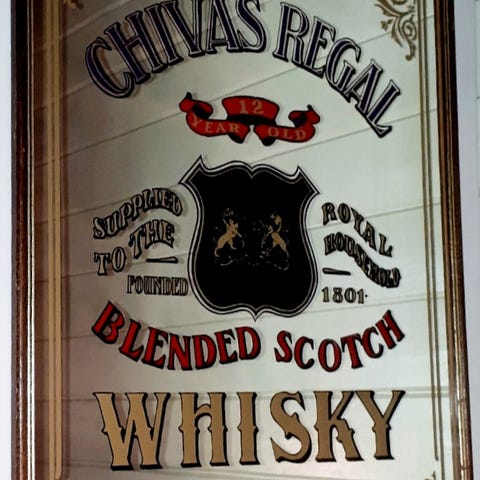 CHIVAS REGAL
12
YEAR OLD
SUPPLIED
TO THE
ROYAL
HOUSEHOLD
FOUNDED
1801.
BLENDED SCOTCH
WHISKY